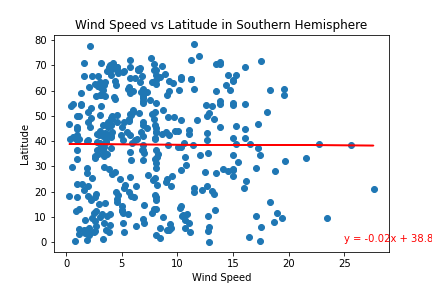 Wind Speed vs Latitude in Southern Hemisphere
80
70
60
50
40
30
20
10
0
Latitude
y = -0.02x + 38.8
0 5 10 15 20 25
Wind Speed